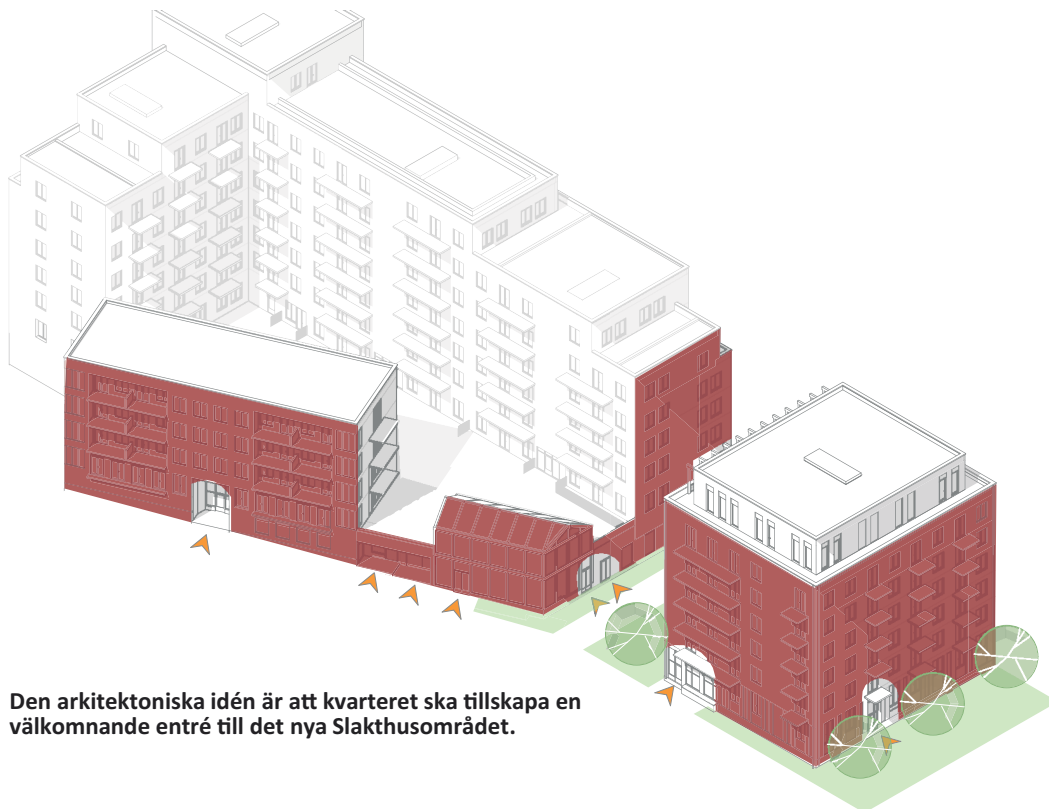 Den arkitektoniska idén är att kvarteret ska tillskapa en
välkomnande entré till det nya Slakthusområdet.